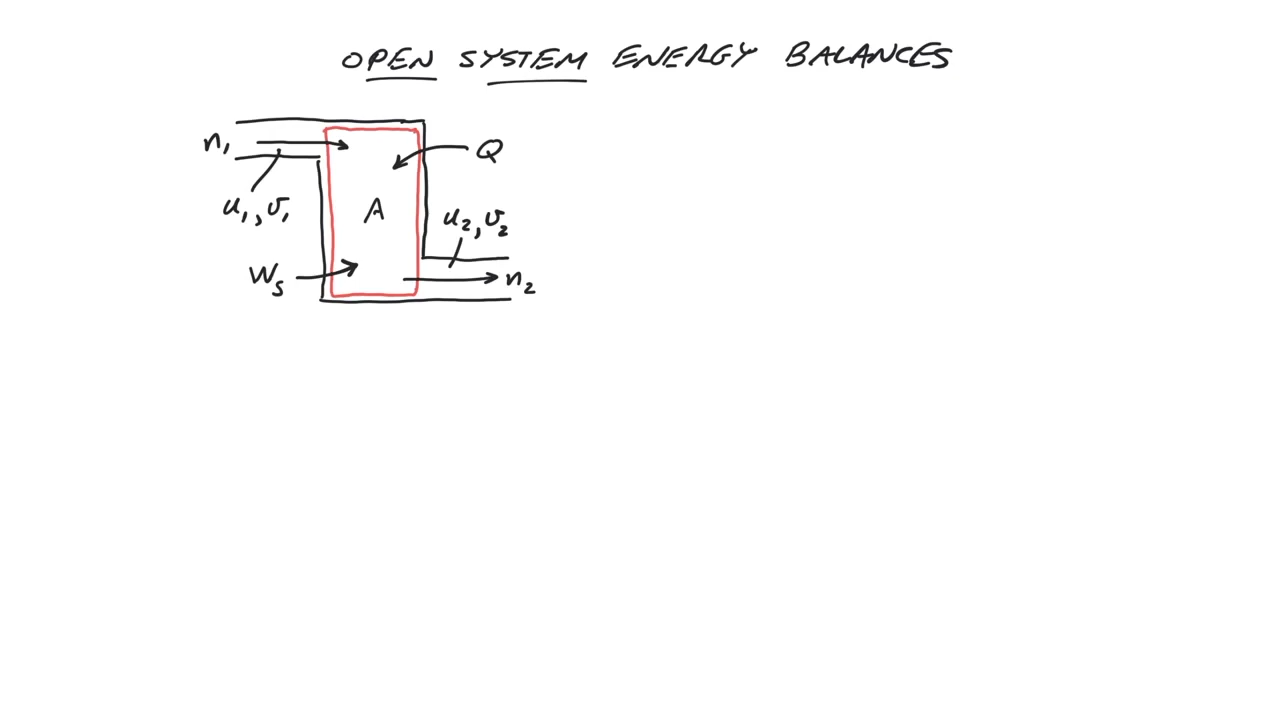 OPEN SYSTEM ENERGY BALANCES
n₁
Q
u₁, v₁
A
u₂, v₂
Wₛ
n₂